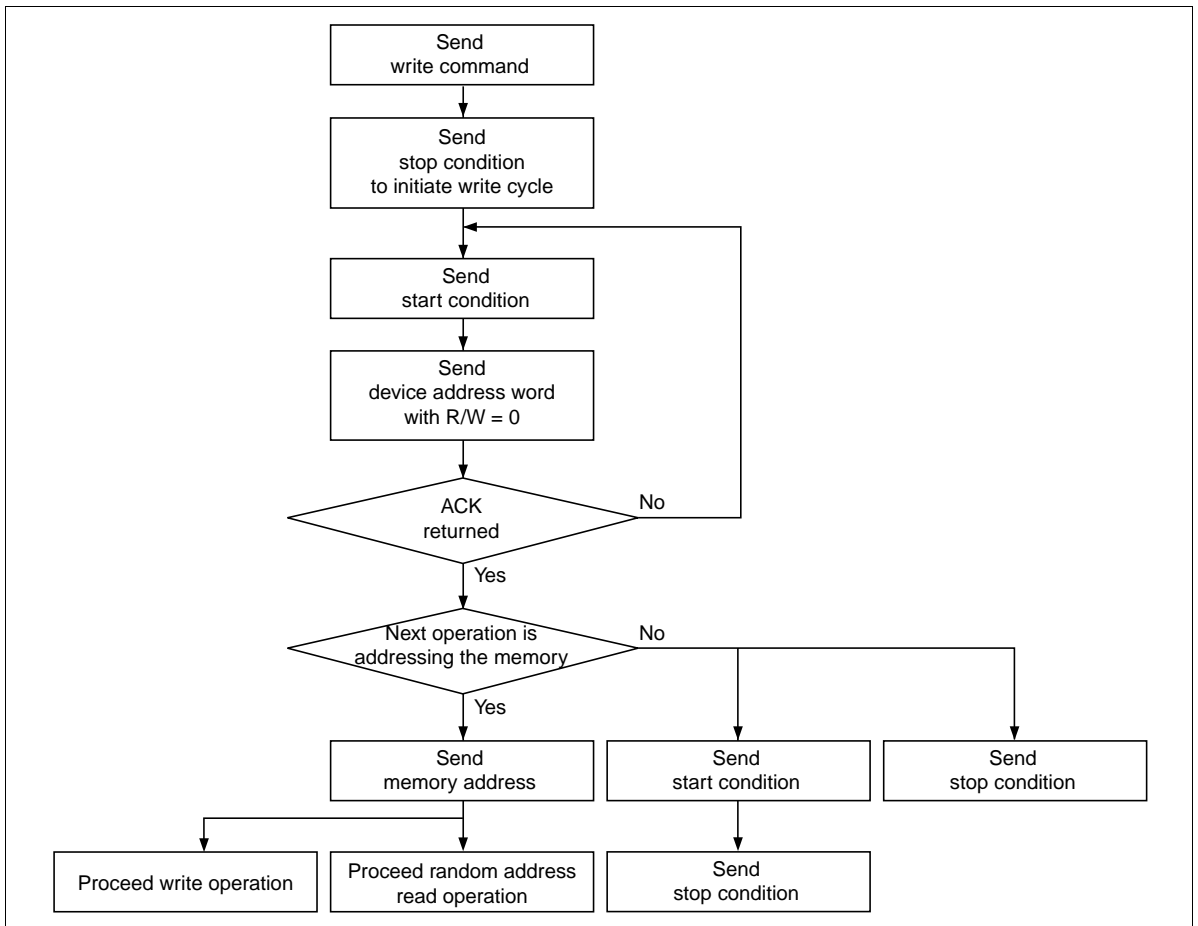 Send
write command
Send
stop condition
to initiate write cycle
Send
start condition
Send
device address word
with R/W = 0
ACK
returned
No
Yes
Next operation is
addressing the memory
No
Yes
Send
memory address
Send
start condition
Send
stop condition
Proceed write operation
Proceed random address
read operation
Send
stop condition